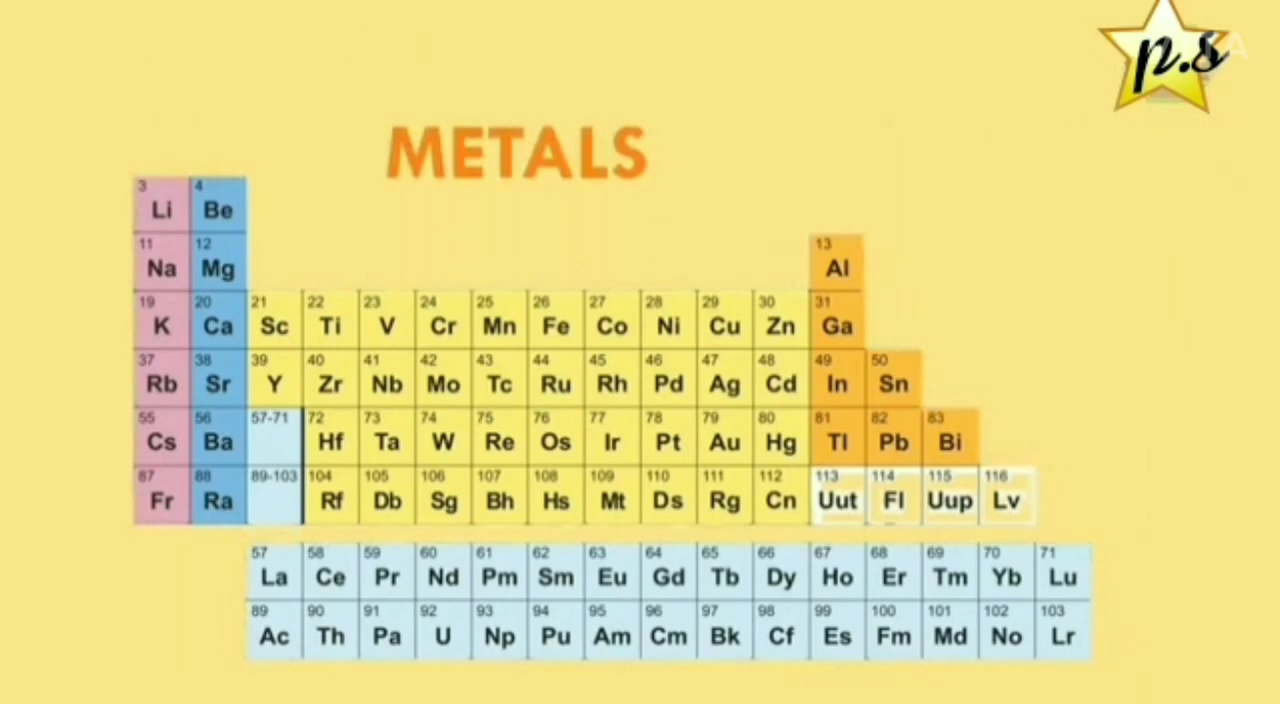 p.s
METALS
3 4
Li Be
11 12 13
Na Mg Al
19 20 21 22 23 24 25 26 27 28 29 30 31
K Ca Sc Ti V Cr Mn Fe Co Ni Cu Zn Ga
37 38 39 40 41 42 43 44 45 46 47 48 49 50
Rb Sr Y Zr Nb Mo Tc Ru Rh Pd Ag Cd In Sn
55 56 57-71 72 73 74 75 76 77 78 79 80 81 82 83
Cs Ba Hf Ta W Re Os Ir Pt Au Hg Tl Pb Bi
87 88 89-103 104 105 106 107 108 109 110 111 112 113 114 115 116
Fr Ra Rf Db Sg Bh Hs Mt Ds Rg Cn Uut Fl Uup Lv
57 58 59 60 61 62 63 64 65 66 67 68 69 70 71
La Ce Pr Nd Pm Sm Eu Gd Tb Dy Ho Er Tm Yb Lu
89 90 91 92 93 94 95 96 97 98 99 100 101 102 103
Ac Th Pa U Np Pu Am Cm Bk Cf Es Fm Md No Lr